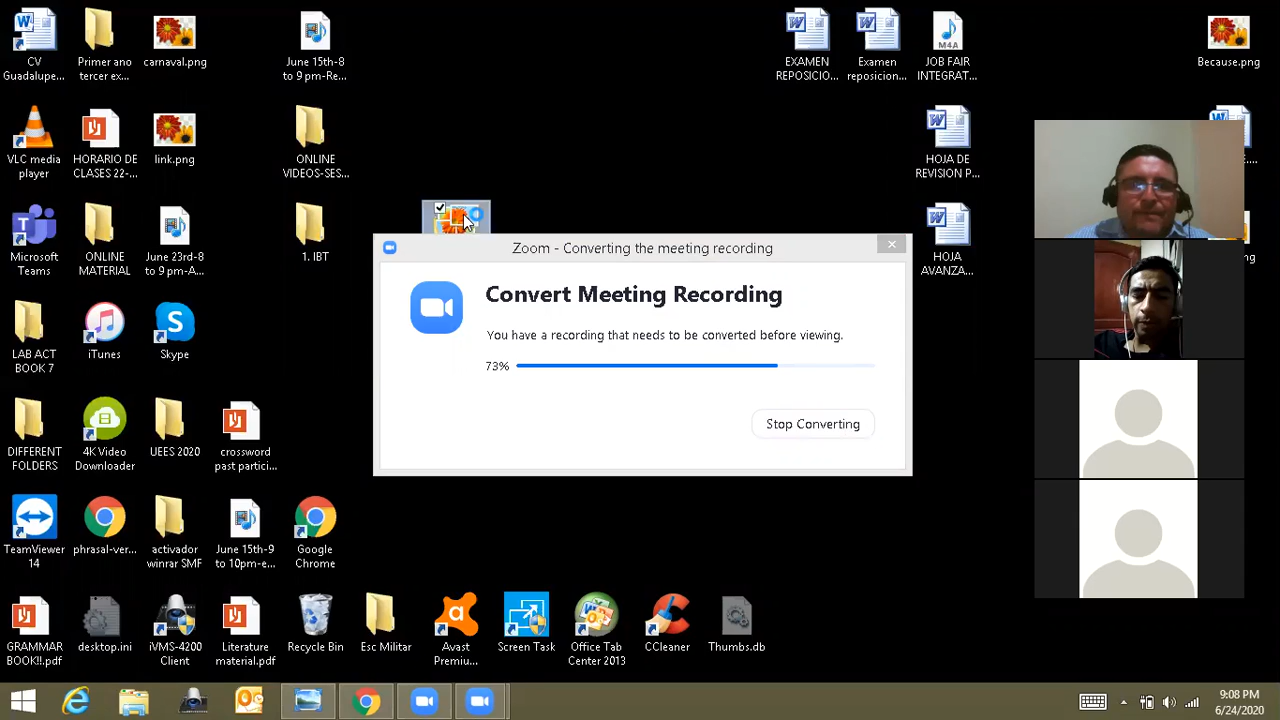 CV
Guadalupe...
Primer ano
tercer ex...
carnaval.png
June 15th-8
to 9 pm-Re...
EXAMEN
REPOSICIO...
Examen
reposicion...
M4A
JOB FAIR
INTEGRAT...
Because.png
VLC media
player
HORARIO DE
CLASES 22-...
link.png
ONLINE
VIDEOS-SES...
HOJA DE
REVISION P...
Microsoft
Teams
ONLINE
MATERIAL
June 23rd-8
to 9 pm-A...
1. IBT
HOJA
AVANZA...
Zoom - Converting the meeting recording
Convert Meeting Recording
You have a recording that needs to be converted before viewing.
73%
Stop Converting
LAB ACT
BOOK 7
iTunes
Skype
DIFFERENT
FOLDERS
4K Video
Downloader
UEES 2020
crossword
past partici...
TeamViewer
14
phrasal-ver...
activador
winrar SMF
June 15th-9
to 10pm-e...
Google
Chrome
GRAMMAR
BOOK!!.pdf
desktop.ini
iVMS-4200
Client
Literature
material.pdf
Recycle Bin
Esc Militar
Avast
Premiu...
Screen Task
Office Tab
Center 2013
CCleaner
Thumbs.db
9:08 PM
6/24/2020